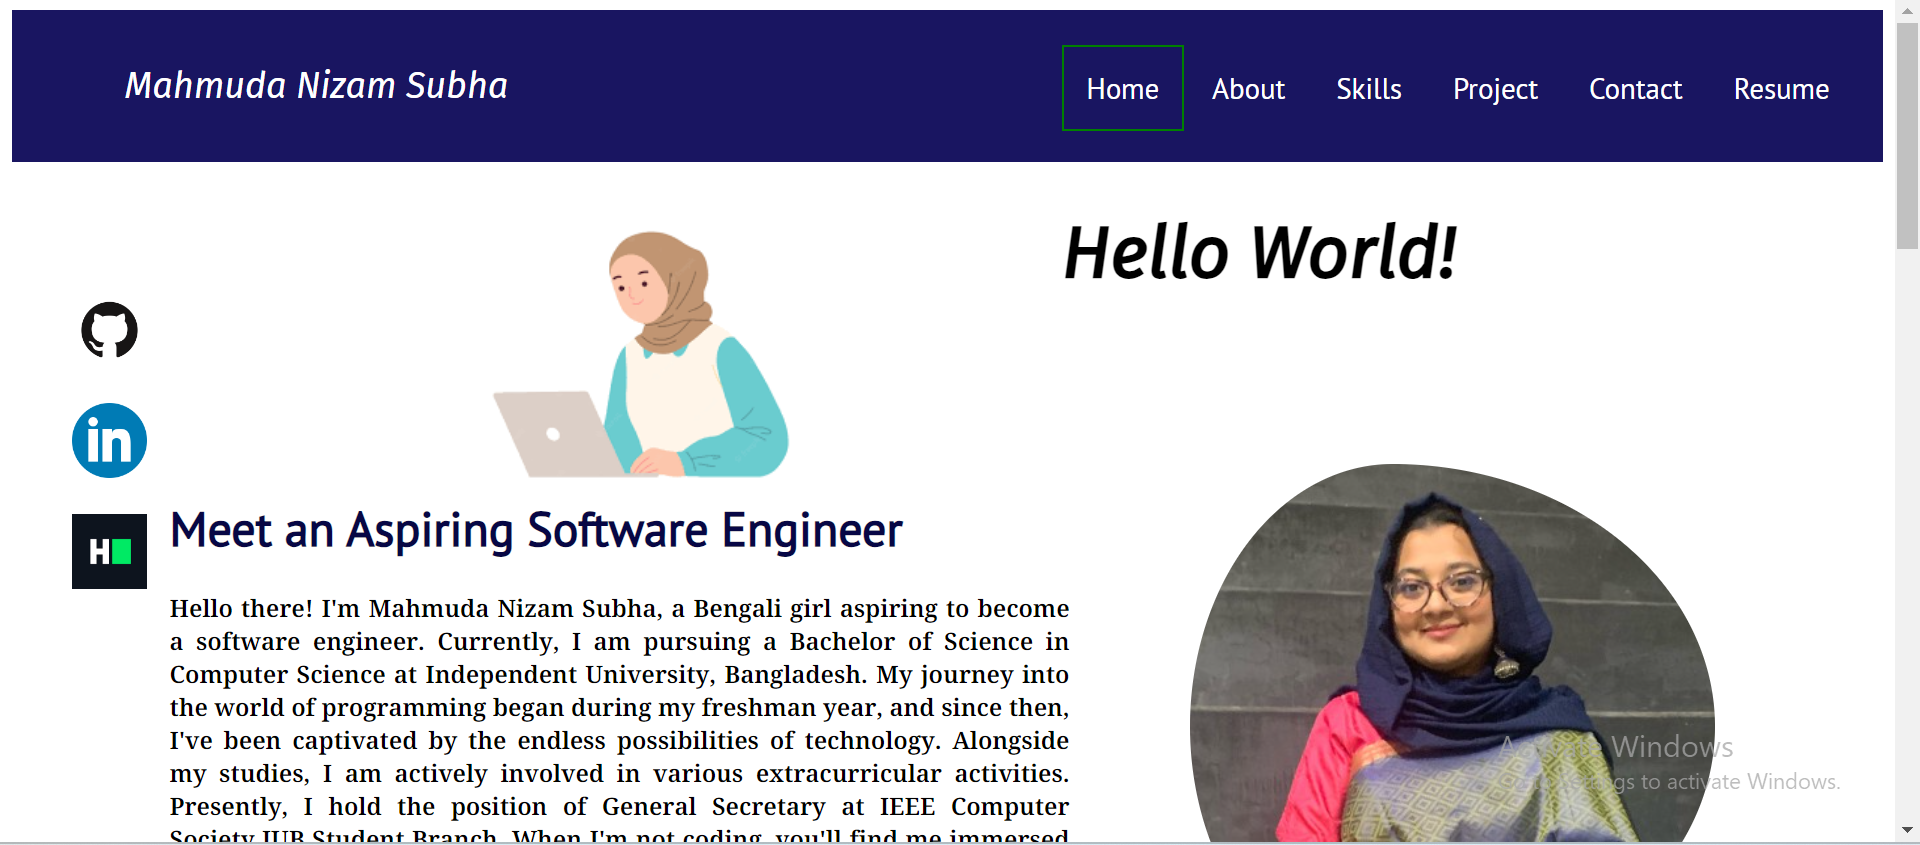 Mahmuda Nizam Subha
Home About Skills Project Contact Resume
Hello World!
in
H
Meet an Aspiring Software Engineer
Hello there! I'm Mahmuda Nizam Subha, a Bengali girl aspiring to become
a software engineer. Currently, I am pursuing a Bachelor of Science in
Computer Science at Independent University, Bangladesh. My journey into
the world of programming began during my freshman year, and since then,
I've been captivated by the endless possibilities of technology. Alongside
my studies, I am actively involved in various extracurricular activities.
Presently, I hold the position of General Secretary at IEEE Computer
Society IUB Student Branch. When I'm not coding, you'll find me immersed
Activate Windows
Go to Settings to activate Windows.